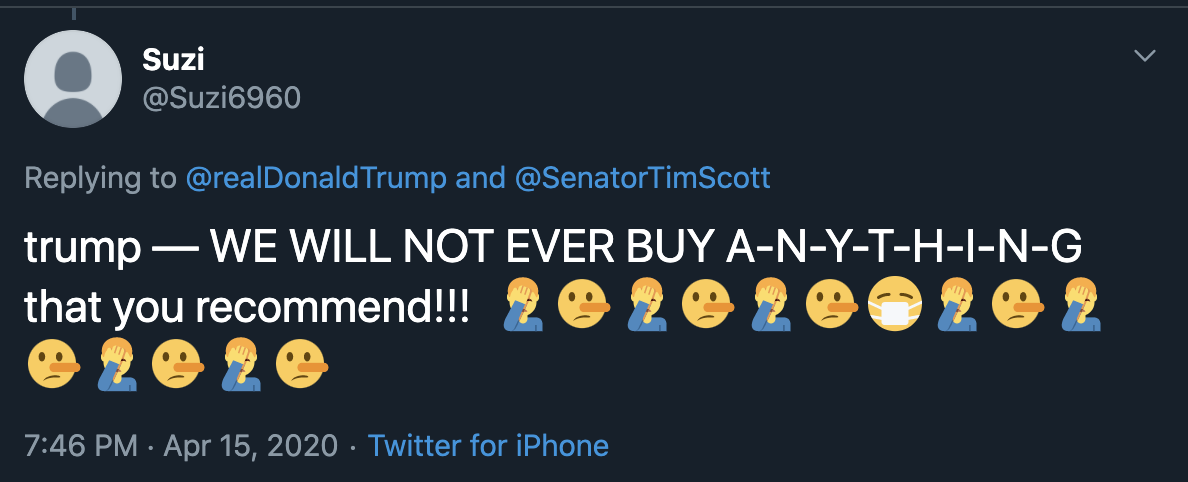 Suzi
@Suzi6960
Replying to @realDonaldTrump and @SenatorTimScott
trump — WE WILL NOT EVER BUY A-N-Y-T-H-I-N-G
that you recommend!!! 🤦‍♂️🤥🤦‍♂️🤥🤦‍♂️🤥😷🤦‍♂️🤥🤦‍♂️
🤥🤦‍♂️🤥🤦‍♂️🤥
7:46 PM · Apr 15, 2020 · Twitter for iPhone